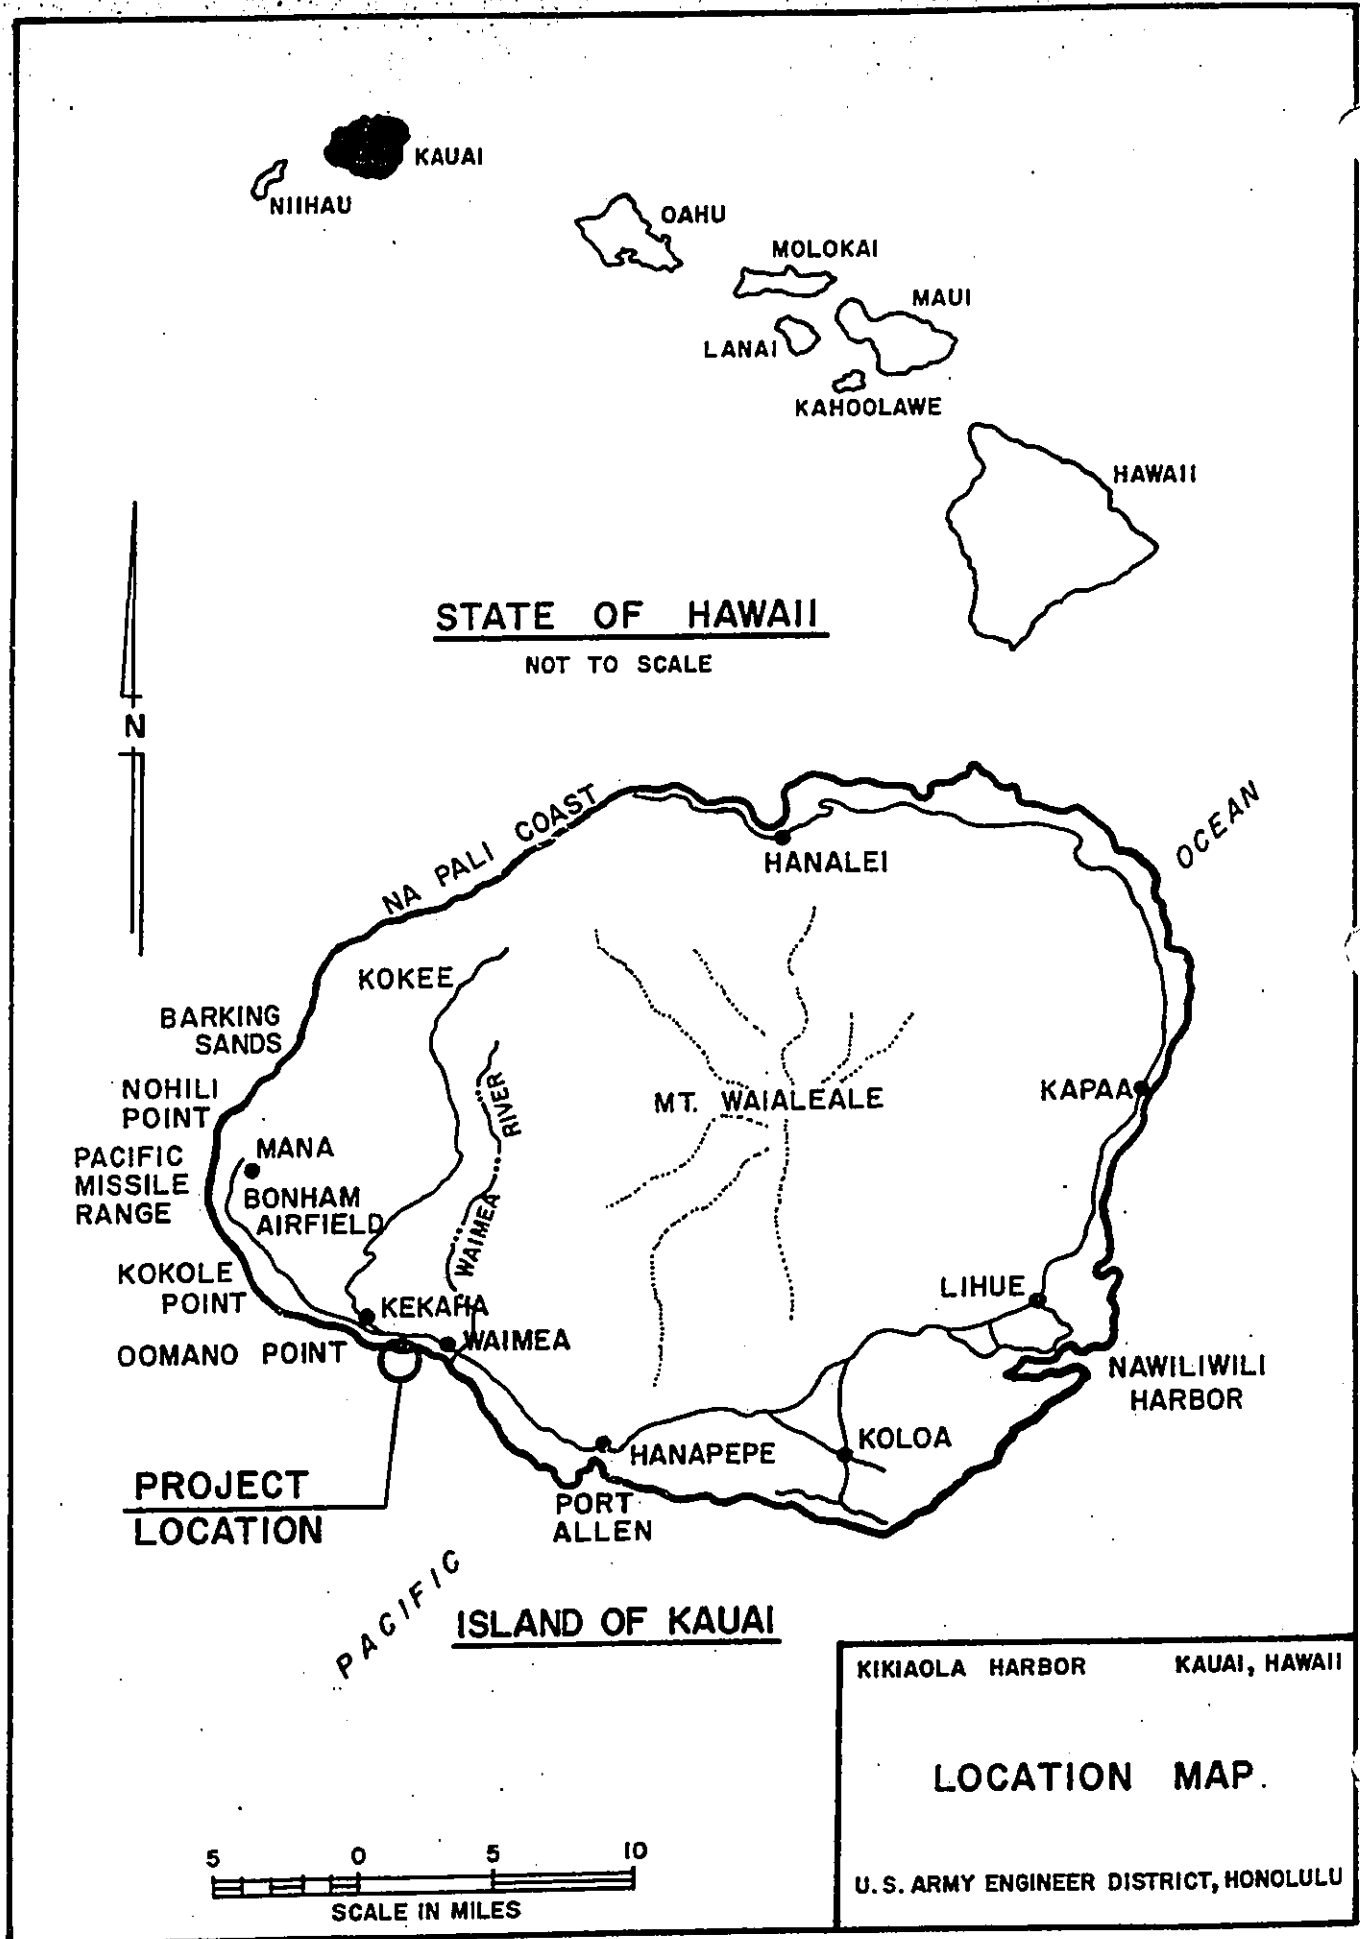 KAUAI
NIIHAU
OAHU
MOLOKAI
MAUI
LANAI
KAHOOLAWE
HAWAII
STATE OF HAWAII
NOT TO SCALE
N
NA PALI COAST
OCEAN
HANALEI
KOKEE
BARKING
SANDS
NOHILI
POINT
RIVER
MT. WAIALEALE
KAPAA
MANA
PACIFIC
MISSILE
RANGE
BONHAM
AIRFIELD
WAIMEA
KOKOLE
POINT
LIHUE
KEKAHA
WAIMEA
OOMANO POINT
NAWILIWILI
HARBOR
KOLOA
HANAPEPE
PROJECT
LOCATION
PORT
ALLEN
PACIFIC
ISLAND OF KAUAI
KIKIAOLA HARBOR KAUAI, HAWAII
LOCATION MAP
U.S. ARMY ENGINEER DISTRICT, HONOLULU
5 0 5 10
SCALE IN MILES